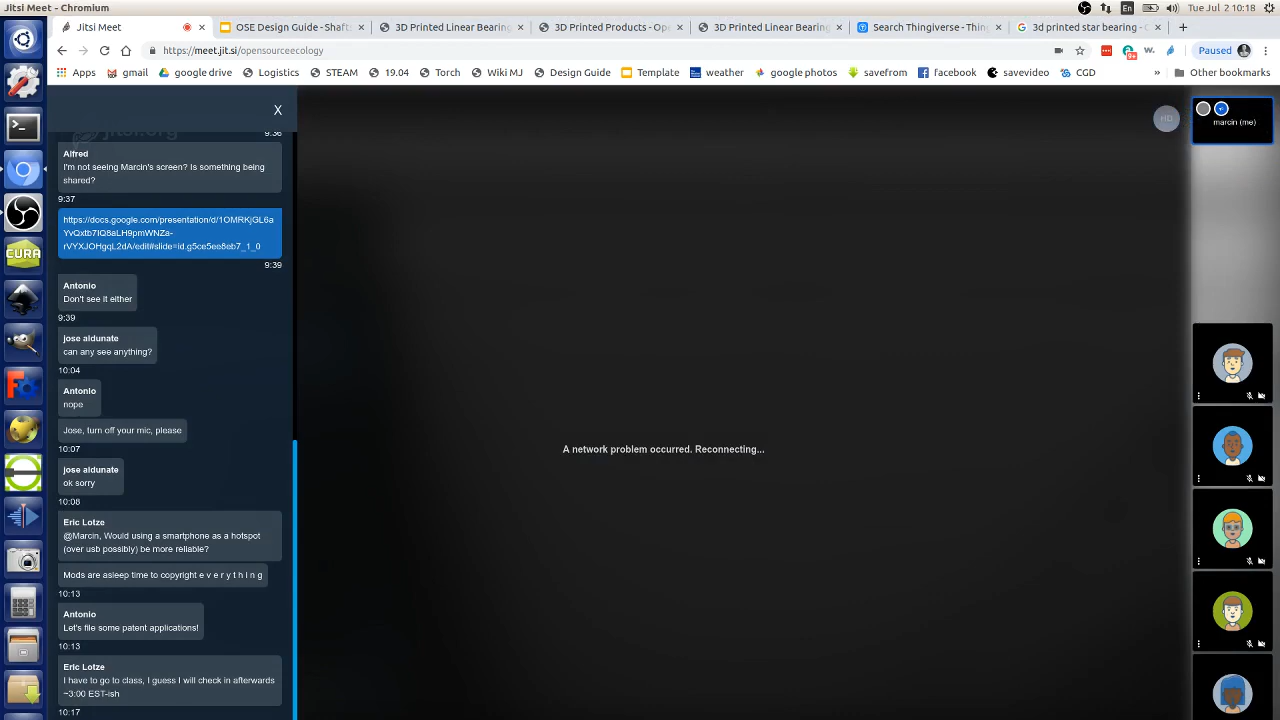 Jitsi Meet - Chromium
En
Tue Jul 2 10:18
Jitsi Meet
OSE Design Guide - Shafts
3D Printed Linear Bearing
3D Printed Products - Ope
3D Printed Linear Bearing
Search Thingiverse - Thing
3d printed star bearing - G
https://meet.jit.si/opensourceecology
9+
W.
Paused
Apps
gmail
google drive
Logistics
STEAM
19.04
Torch
Wiki MJ
Design Guide
Template
weather
google photos
savefrom
facebook
savevideo
CGD
»
Other bookmarks
X
jitsi.org
9:36
Alfred
I'm not seeing Marcin's screen? Is something being
shared?
9:37
https://docs.google.com/presentation/d/1OMRKjGL6a
YvQxtb7IQ8aLH9pmWNZa-
rVYXJOHgqL2dA/edit#slide=id.g5ce5ee8eb7_1_0
9:39
Antonio
Don't see it either
9:39
jose aldunate
can any see anything?
10:04
Antonio
nope
Jose, turn off your mic, please
10:07
jose aldunate
ok sorry
10:08
Eric Lotze
@Marcin, Would using a smartphone as a hotspot
(over usb possibly) be more reliable?
Mods are asleep time to copyright e v e r y t h i n g
10:13
Antonio
Let's file some patent applications!
10:13
Eric Lotze
I have to go to class, I guess I will check in afterwards
~3:00 EST-ish
10:17
A network problem occurred. Reconnecting...
HD
marcin (me)
CURA